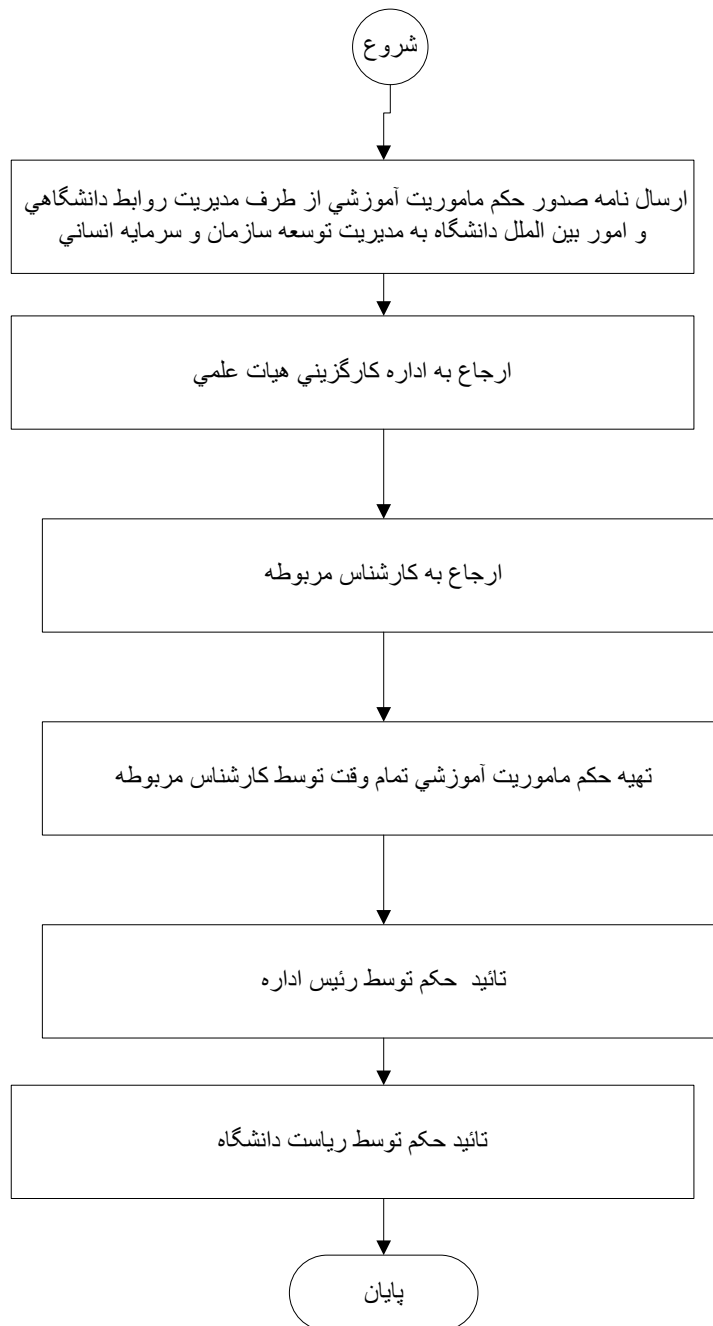 شروع
ارسال نامه صدور حكم ماموريت آموزشي از طرف مديريت روابط دانشگاهي
و امور بين الملل دانشگاه به مديريت توسعه سازمان و سرمايه انساني
ارجاع به اداره كارگزيني هيات علمي
ارجاع به كارشناس مربوطه
تهيه حكم ماموريت آموزشي تمام وقت توسط كارشناس مربوطه
تائيد حكم توسط رئيس اداره
تائيد حكم توسط رياست دانشگاه
پايان